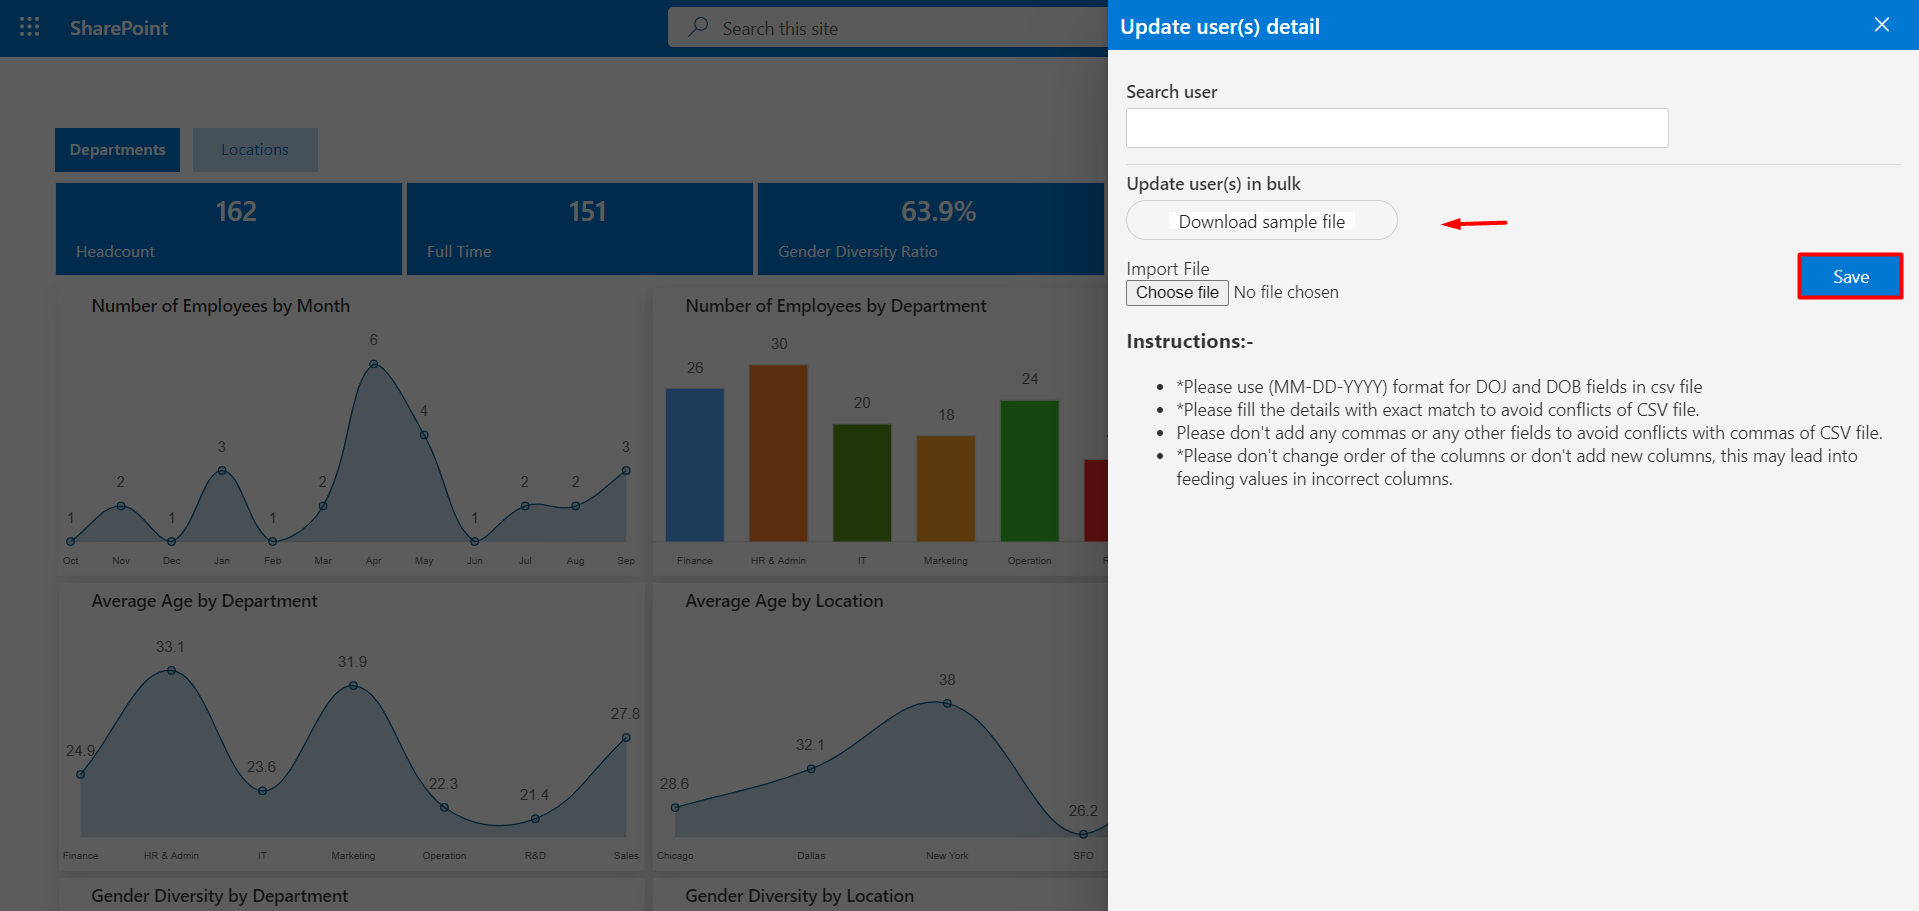 SharePoint
Search this site
Departments
Locations
162
Headcount
151
Full Time
63.9%
Gender Diversity Ratio
Number of Employees by Month
1
2
1
3
1
2
6
4
1
2
2
3
Oct
Nov
Dec
Jan
Feb
Mar
Apr
May
Jun
Jul
Aug
Sep
Number of Employees by Department
26
30
20
18
24
Finance
HR & Admin
IT
Marketing
Operation
Average Age by Department
24.9
33.1
23.6
31.9
22.3
21.4
27.8
Finance
HR & Admin
IT
Marketing
Operation
R&D
Sales
Average Age by Location
28.6
32.1
38
26.2
Chicago
Dallas
New York
SFO
Gender Diversity by Department
Gender Diversity by Location
Update user(s) detail
Search user
Update user(s) in bulk
Download sample file
Import File
Choose file No file chosen
Save
Instructions:-
*Please use (MM-DD-YYYY) format for DOJ and DOB fields in csv file
*Please fill the details with exact match to avoid conflicts of CSV file.
Please don't add any commas or any other fields to avoid conflicts with commas of CSV file.
*Please don't change order of the columns or don't add new columns, this may lead into
feeding values in incorrect columns.